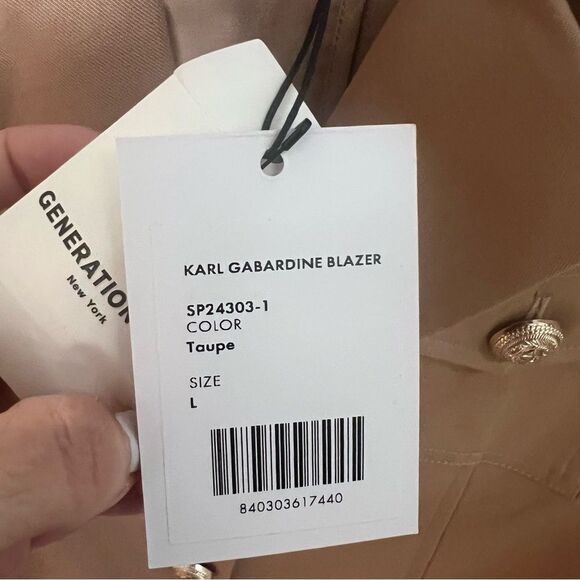 GENERATION
New York
KARL GABARDINE BLAZER
SP24303-1
COLOR
Taupe
SIZE
L
840303617440